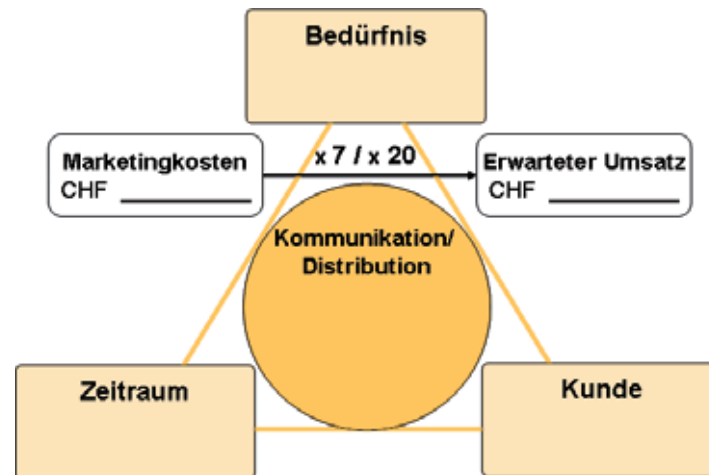 Bedürfnis
Marketingkosten
CHF
x 7 / x 20
Erwarteter Umsatz
CHF
Kommunikation/
Distribution
Zeitraum
Kunde